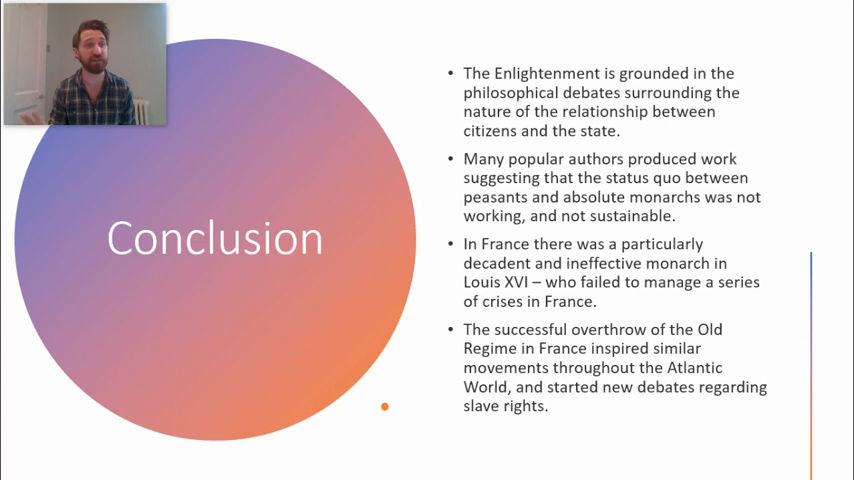 Conclusion
• The Enlightenment is grounded in the
philosophical debates surrounding the
nature of the relationship between
citizens and the state.
• Many popular authors produced work
suggesting that the status quo between
peasants and absolute monarchs was not
working, and not sustainable.
• In France there was a particularly
decadent and ineffective monarch in
Louis XVI – who failed to manage a series
of crises in France.
• The successful overthrow of the Old
Regime in France inspired similar
movements throughout the Atlantic
World, and started new debates regarding
slave rights.